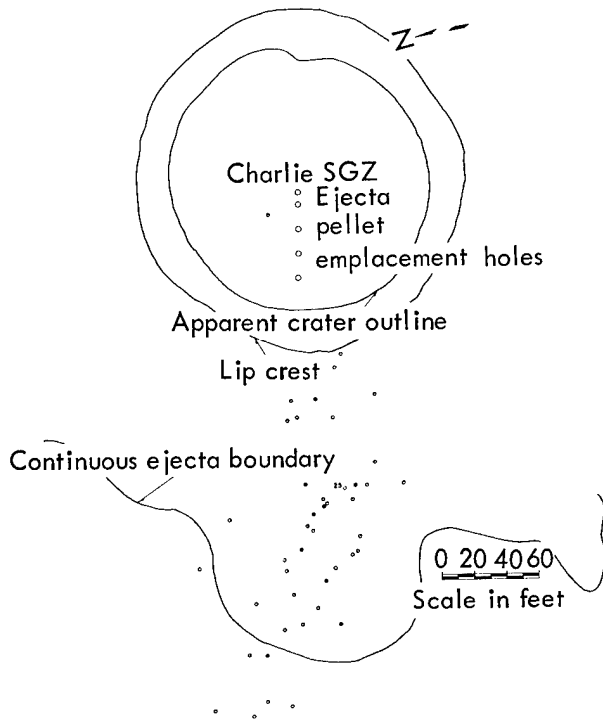 N
Charlie SGZ
Ejecta
pellet
emplacement holes
Apparent crater outline
Lip crest
Continuous ejecta boundary
25
0 20 40 60
Scale in feet